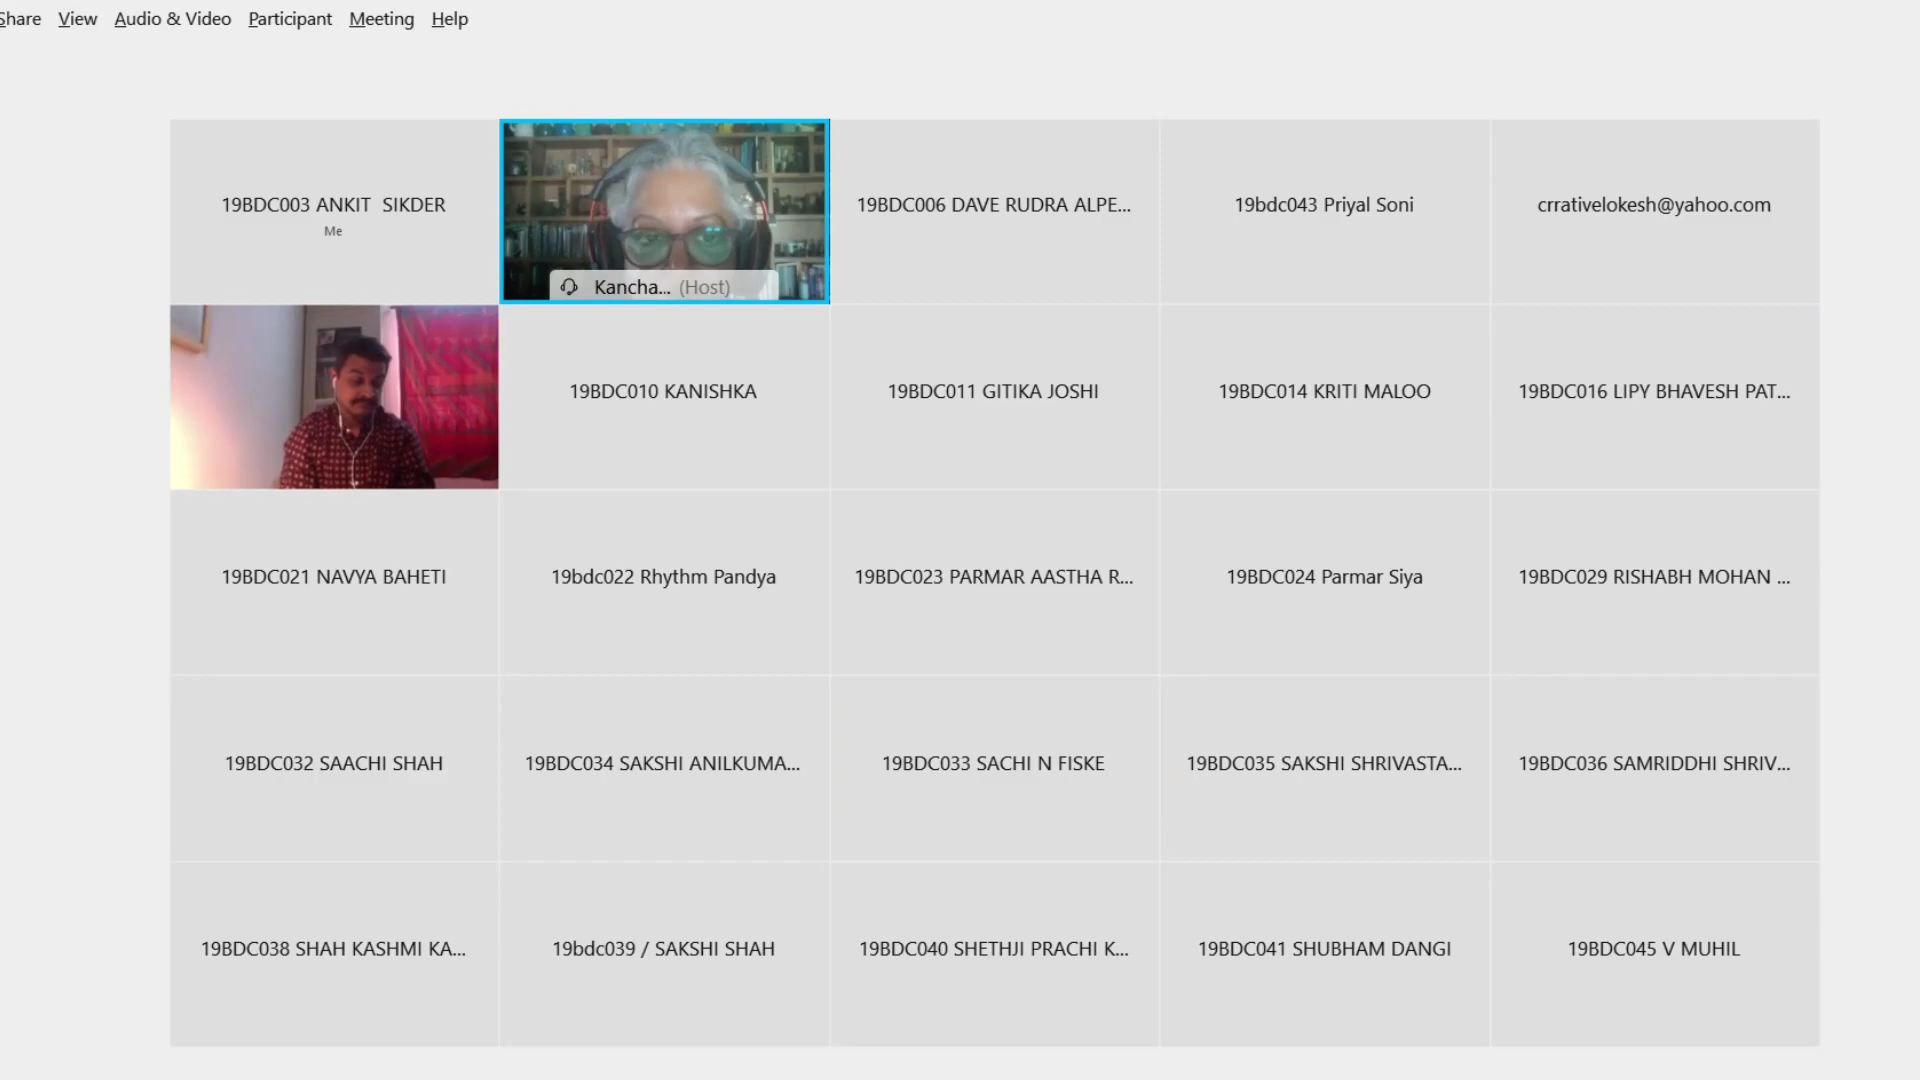 Share View Audio & Video Participant Meeting Help
19BDC003 ANKIT SIKDER
Me
Kancha... (Host)
19BDC006 DAVE RUDRA ALPE...
19bdc043 Priyal Soni
crrativelokesh@yahoo.com
19BDC010 KANISHKA
19BDC011 GITIKA JOSHI
19BDC014 KRITI MALOO
19BDC016 LIPY BHAVESH PAT...
19BDC021 NAVYA BAHETI
19bdc022 Rhythm Pandya
19BDC023 PARMAR AASTHA R...
19BDC024 Parmar Siya
19BDC029 RISHABH MOHAN ...
19BDC032 SAACHI SHAH
19BDC034 SAKSHI ANILKUMA...
19BDC033 SACHI N FISKE
19BDC035 SAKSHI SHRIVASTA...
19BDC036 SAMRIDDHI SHRIV...
19BDC038 SHAH KASHMI KA...
19bdc039 / SAKSHI SHAH
19BDC040 SHETHJI PRACHI K...
19BDC041 SHUBHAM DANGI
19BDC045 V MUHIL